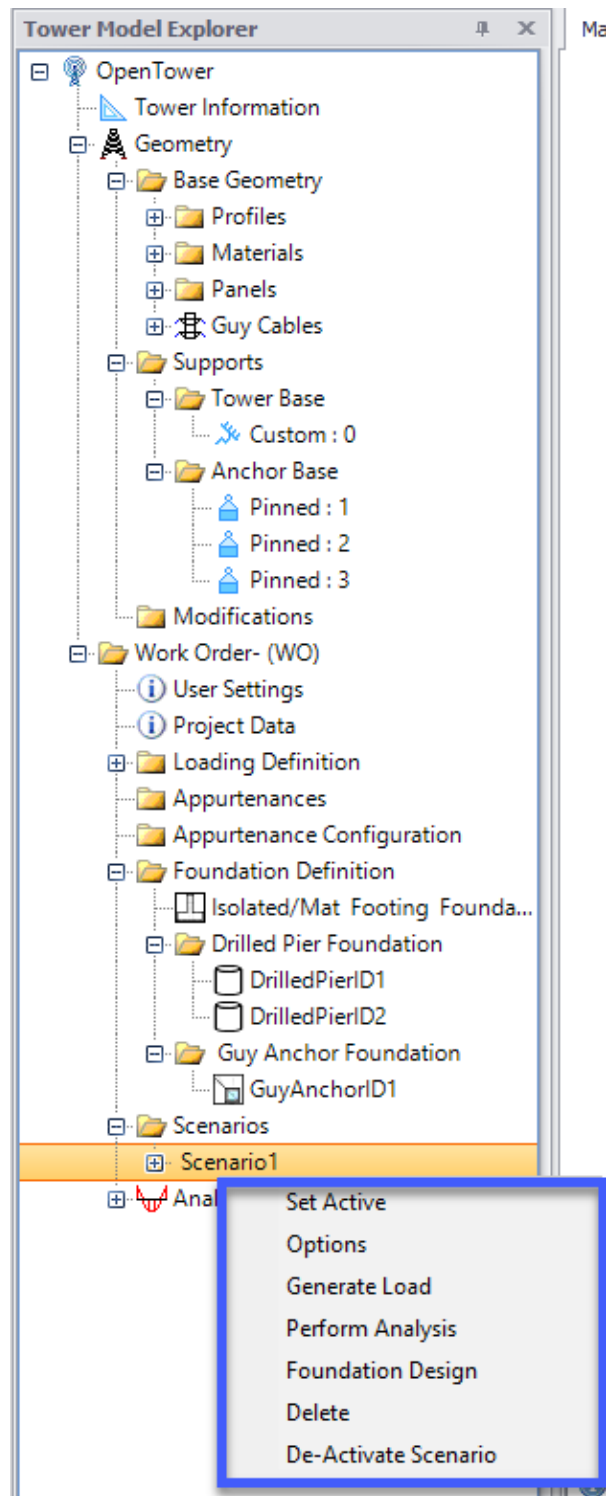 Tower Model Explorer
Ma
OpenTower
Tower Information
Geometry
Base Geometry
Profiles
Materials
Panels
Guy Cables
Supports
Tower Base
Custom : 0
Anchor Base
Pinned : 1
Pinned : 2
Pinned : 3
Modifications
Work Order- (WO)
User Settings
Project Data
Loading Definition
Appurtenances
Appurtenance Configuration
Foundation Definition
Isolated/Mat Footing Founda...
Drilled Pier Foundation
DrilledPierID1
DrilledPierID2
Guy Anchor Foundation
GuyAnchorID1
Scenarios
Scenario1
Anal
Set Active
Options
Generate Load
Perform Analysis
Foundation Design
Delete
De-Activate Scenario